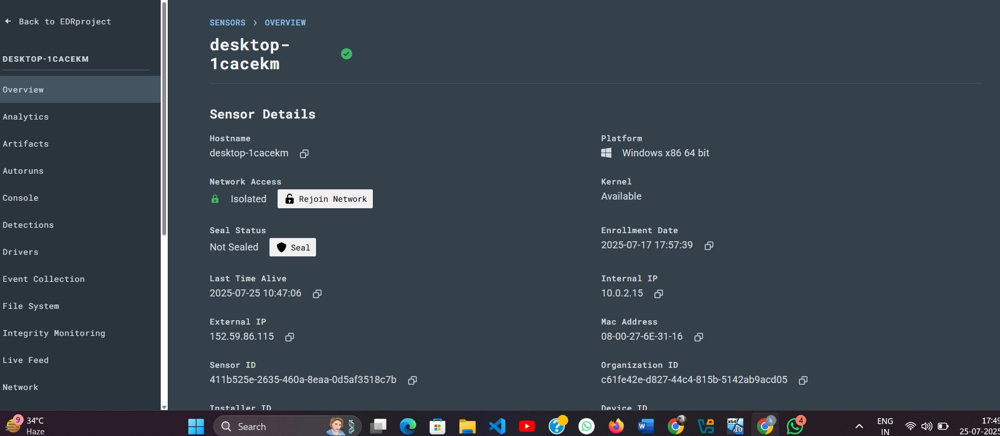 Back to EDRproject
DESKTOP-1CACEKM
Overview
Analytics
Artifacts
Autoruns
Console
Detections
Drivers
Event Collection
File System
Integrity Monitoring
Live Feed
Network
SENSORS > OVERVIEW
desktop-
1cacekm
Sensor Details
Hostname
desktop-1cacekm
Platform
Windows x86 64 bit
Network Access
Isolated Rejoin Network
Kernel
Available
Seal Status
Not Sealed Seal
Enrollment Date
2025-07-17 17:57:39
Last Time Alive
2025-07-25 10:47:06
Internal IP
10.0.2.15
External IP
152.59.86.115
Mac Address
08-00-27-6E-31-16
Sensor ID
411b525e-2635-460a-8eaa-0d5af3518c7b
Organization ID
c61fe42e-d827-44c4-815b-5142ab9acd05
Installer ID
Device ID
9
34°C
Haze
Search
W
k
x64
10
4
ENG
IN
17:49
25-07-2025